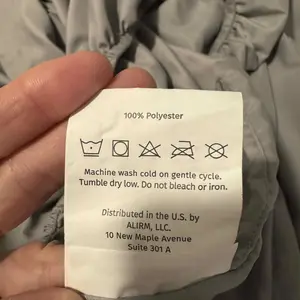 100% Polyester
Machine wash cold on gentle cycle.
Tumble dry low. Do not bleach or iron.
Distributed in the U.S. by
ALIRM, LLC.
10 New Maple Avenue
Suite 301 A